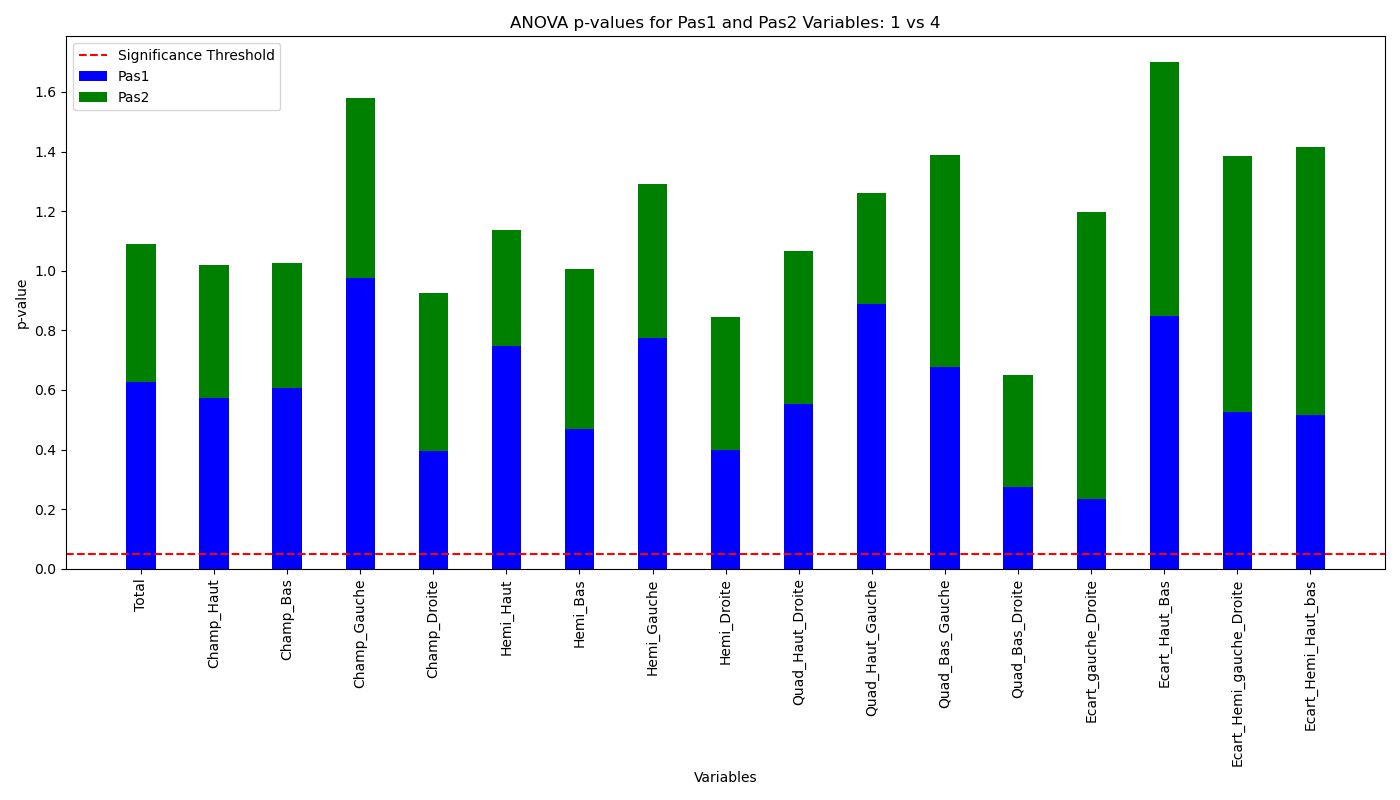 ANOVA p-values for Pas1 and Pas2 Variables: 1 vs 4
Significance Threshold
Pas1
Pas2
p-value
1.6
1.4
1.2
1.0
0.8
0.6
0.4
0.2
0.0
Total
Champ_Haut
Champ_Bas
Champ_Gauche
Champ_Droite
Hemi_Haut
Hemi_Bas
Hemi_Gauche
Hemi_Droite
Quad_Haut_Droite
Quad_Haut_Gauche
Quad_Bas_Gauche
Quad_Bas_Droite
Ecart_gauche_Droite
Ecart_Haut_Bas
Ecart_Hemi_gauche_Droite
Ecart_Hemi_Haut_bas
Variables